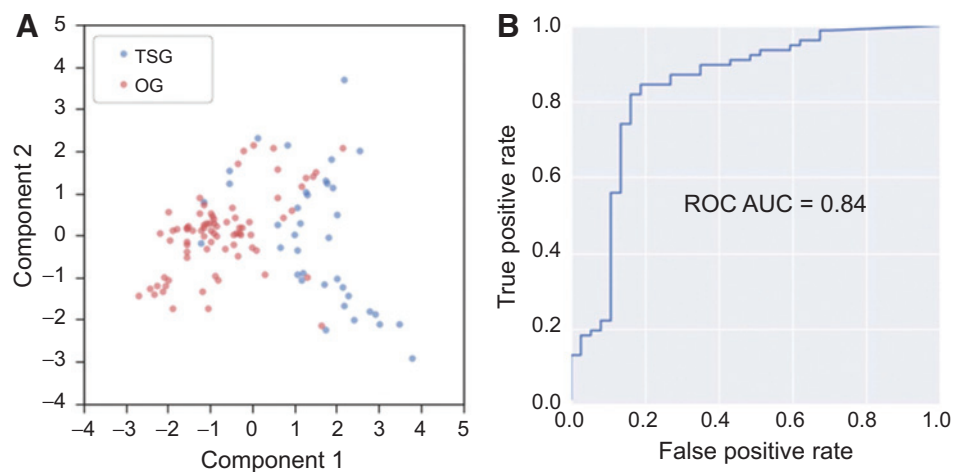 A
TSG
OG
5
4
3
2
1
0
–1
–2
–3
–4
–4 –3 –2 –1 0 1 2 3 4 5
Component 2
Component 1
B
1.0
0.8
0.6
0.4
0.2
0.0
0.0 0.2 0.4 0.6 0.8 1.0
True positive rate
ROC AUC = 0.84
False positive rate